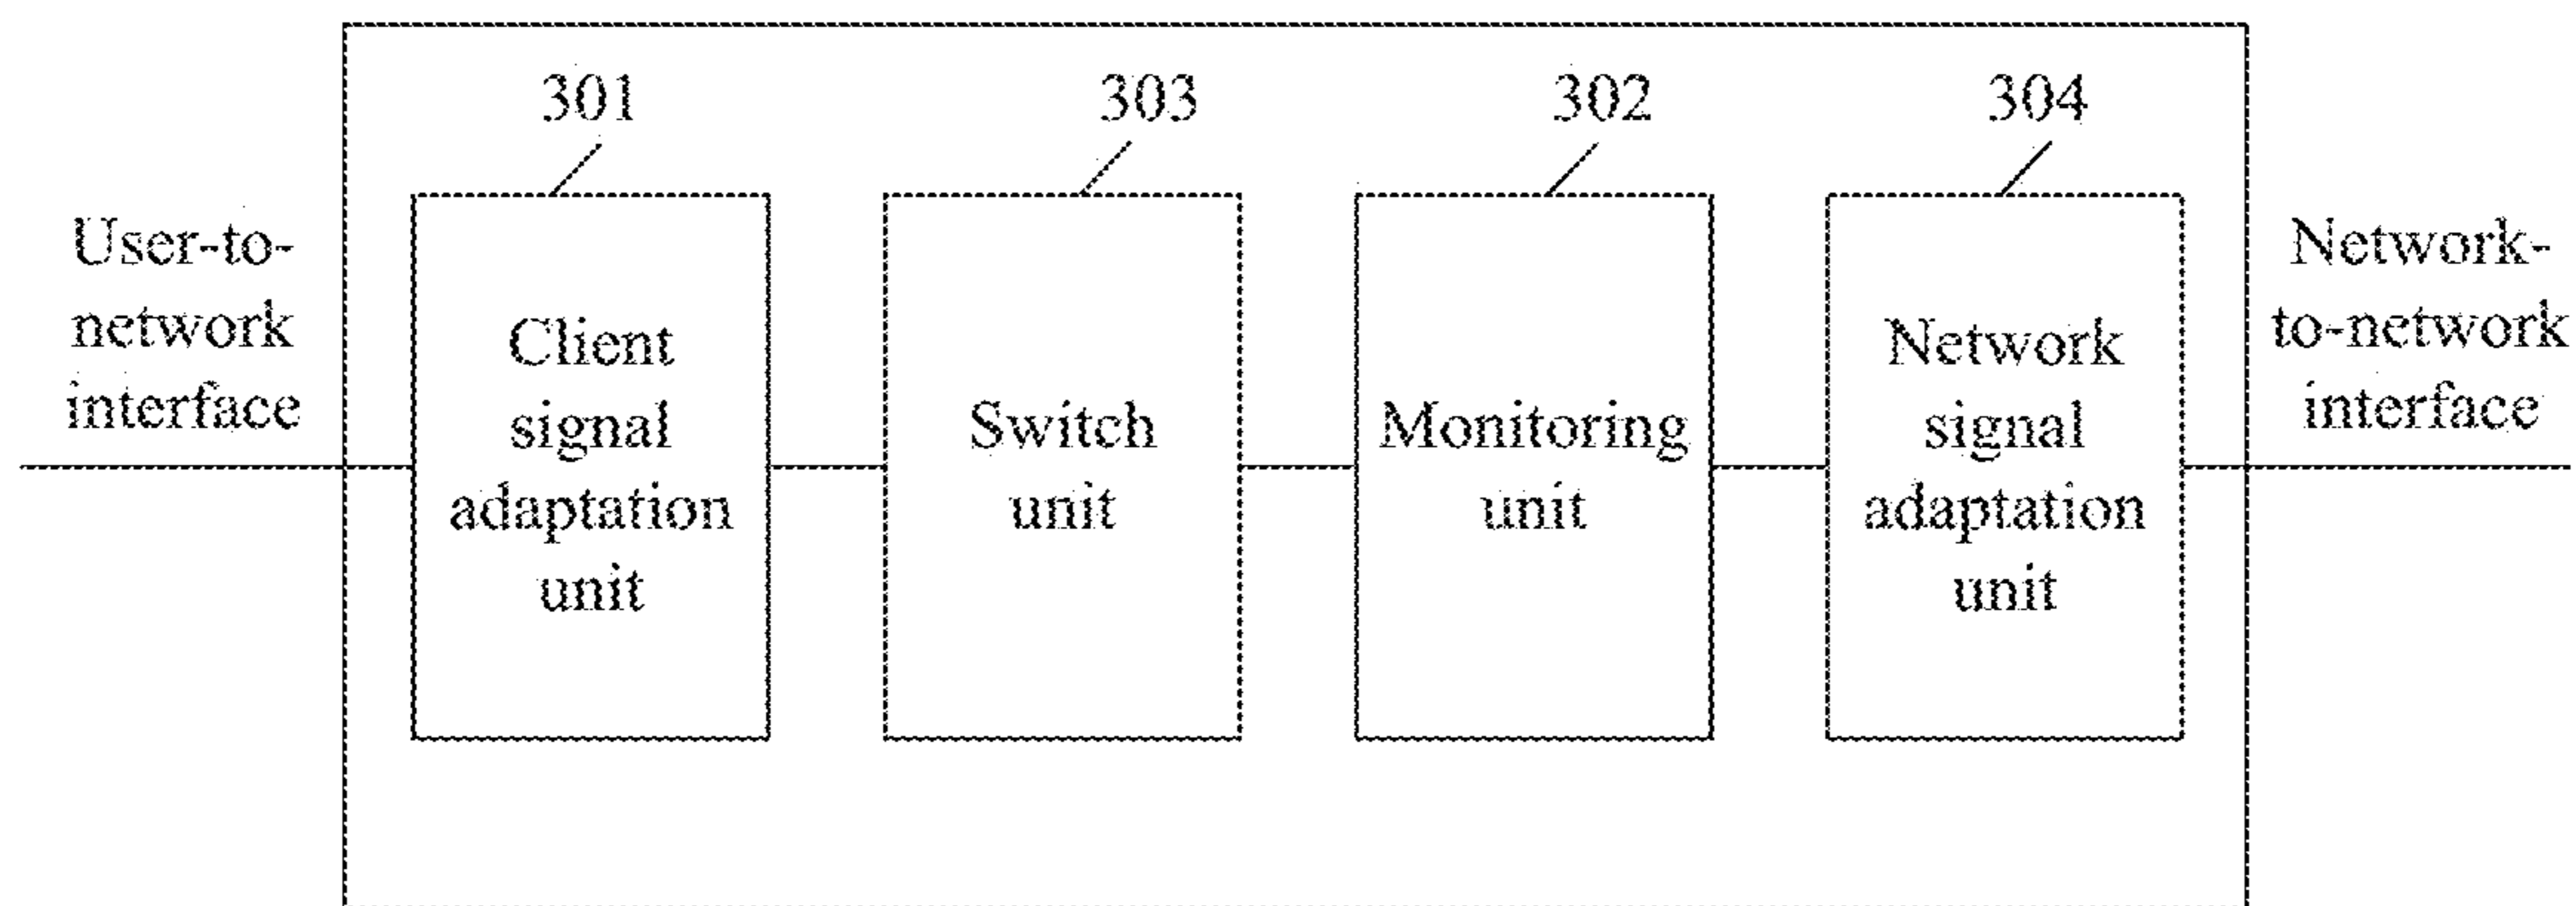 301
303
302
304
User-to-
network
interface
Client
signal
adaptation
unit
Switch
unit
Monitoring
unit
Network
signal
adaptation
unit
Network-
to-network
interface